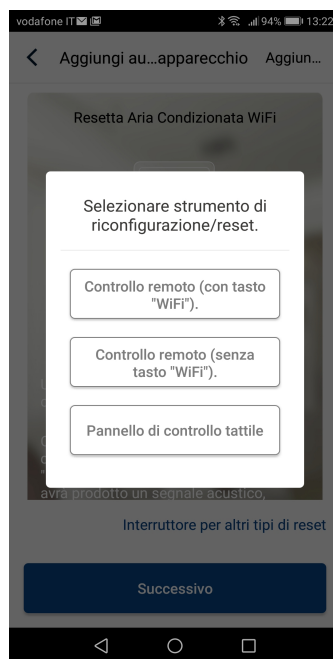 vodafone IT 94% 13:22
Aggiungi au...apparecchio Aggiun...
Resetta Aria Condizionata WiFi
Selezionare strumento di
riconfigurazione/reset.
Controllo remoto (con tasto
"WiFi").
Controllo remoto (senza
tasto "WiFi").
Pannello di controllo tattile
avrà prodotto un segnale acustico,
Interruttore per altri tipi di reset
Successivo